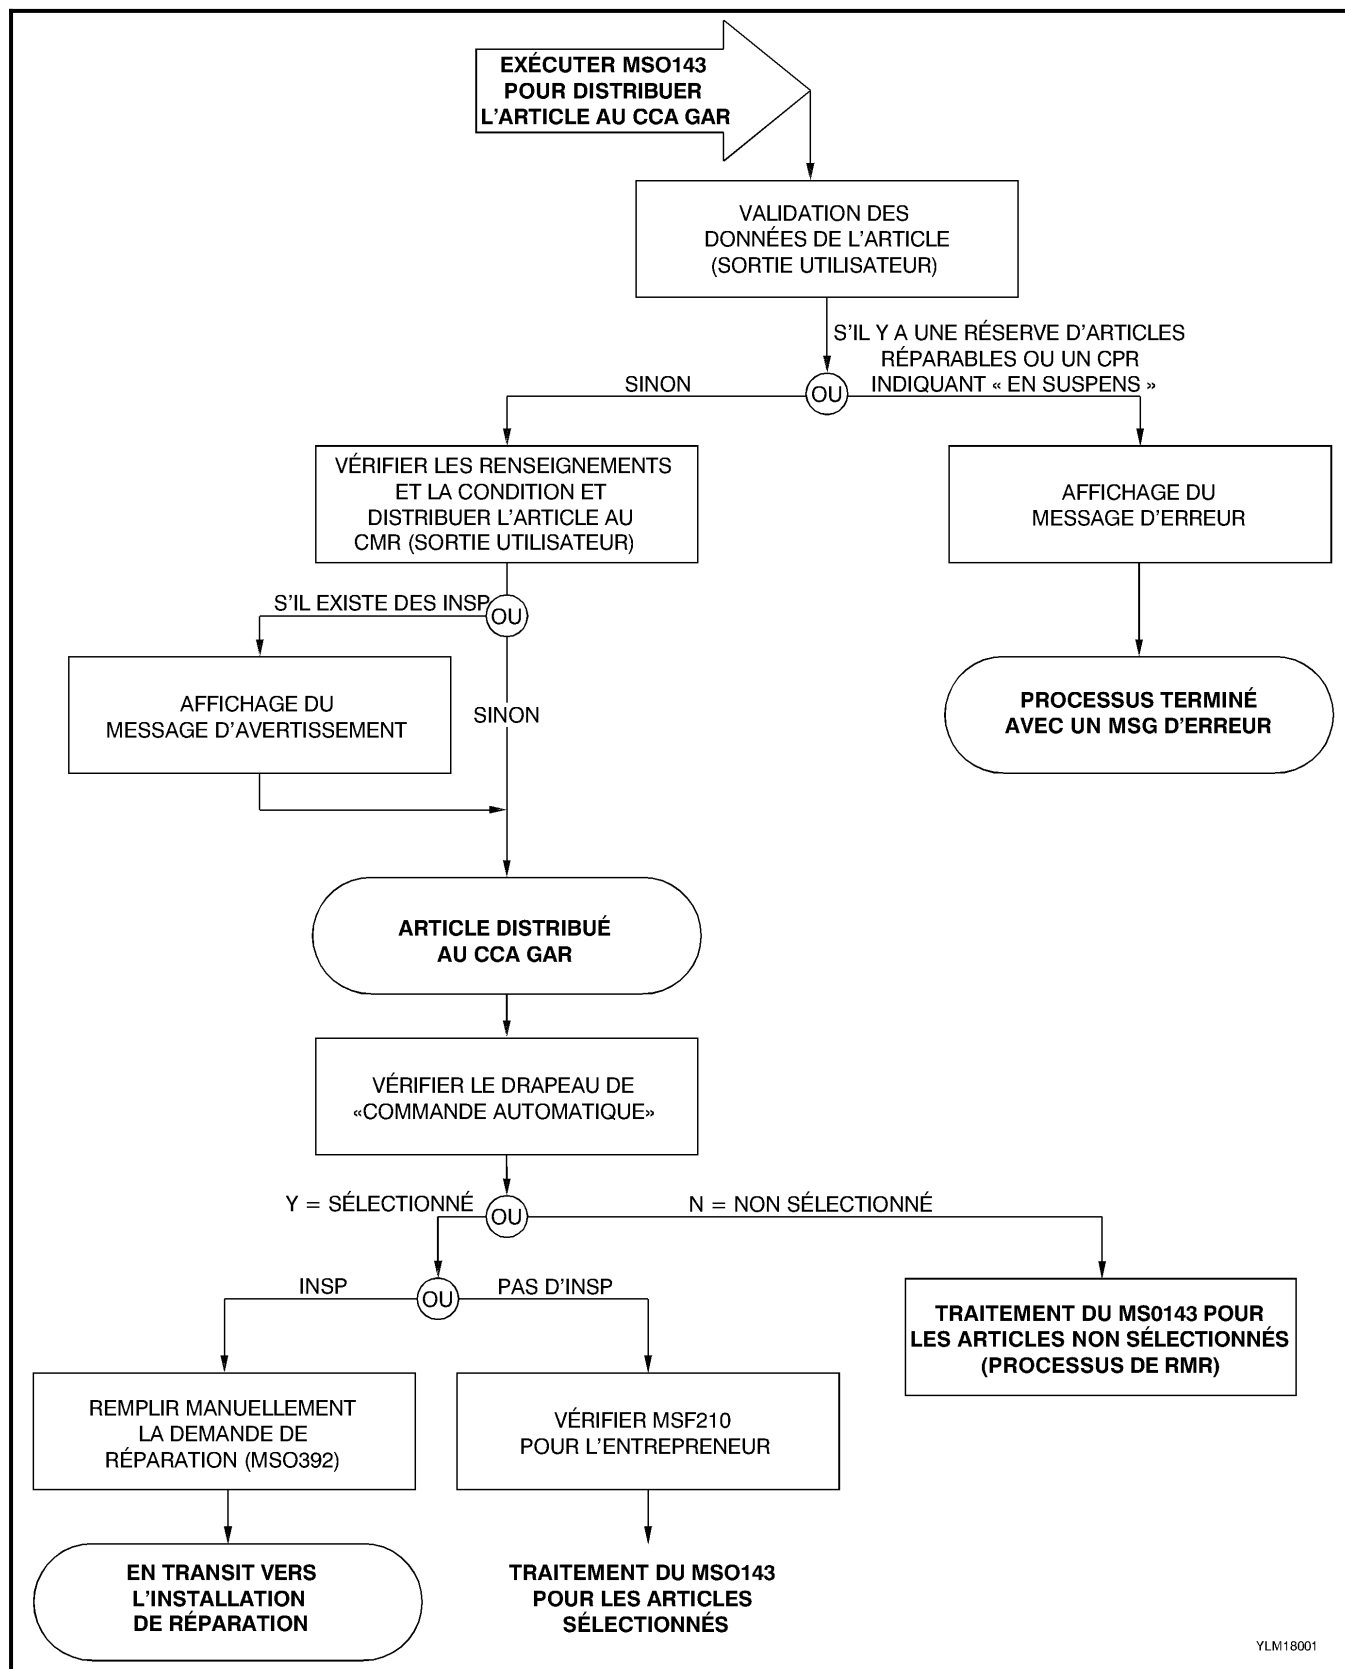 EXÉCUTER MSO143
POUR DISTRIBUER
L'ARTICLE AU CCA GAR
VALIDATION DES
DONNÉES DE L'ARTICLE
(SORTIE UTILISATEUR)
S'IL Y A UNE RÉSERVE D'ARTICLES
RÉPARABLES OU UN CPR
INDIQUANT « EN SUSPENS »
SINON
OU
VÉRIFIER LES RENSEIGNEMENTS
ET LA CONDITION ET
DISTRIBUER L'ARTICLE AU
CMR (SORTIE UTILISATEUR)
AFFICHAGE DU
MESSAGE D'ERREUR
S'IL EXISTE DES INSP
OU
AFFICHAGE DU
MESSAGE D'AVERTISSEMENT
SINON
PROCESSUS TERMINÉ
AVEC UN MSG D'ERREUR
ARTICLE DISTRIBUÉ
AU CCA GAR
VÉRIFIER LE DRAPEAU DE
«COMMANDE AUTOMATIQUE»
Y = SÉLECTIONNÉ
OU
N = NON SÉLECTIONNÉ
INSP
OU
PAS D'INSP
TRAITEMENT DU MS0143 POUR
LES ARTICLES NON SÉLECTIONNÉS
(PROCESSUS DE RMR)
REMPLIR MANUELLEMENT
LA DEMANDE DE
RÉPARATION (MSO392)
VÉRIFIER MSF210
POUR L'ENTREPRENEUR
EN TRANSIT VERS
L'INSTALLATION
DE RÉPARATION
TRAITEMENT DU MSO143
POUR LES ARTICLES
SÉLECTIONNÉS
YLM18001